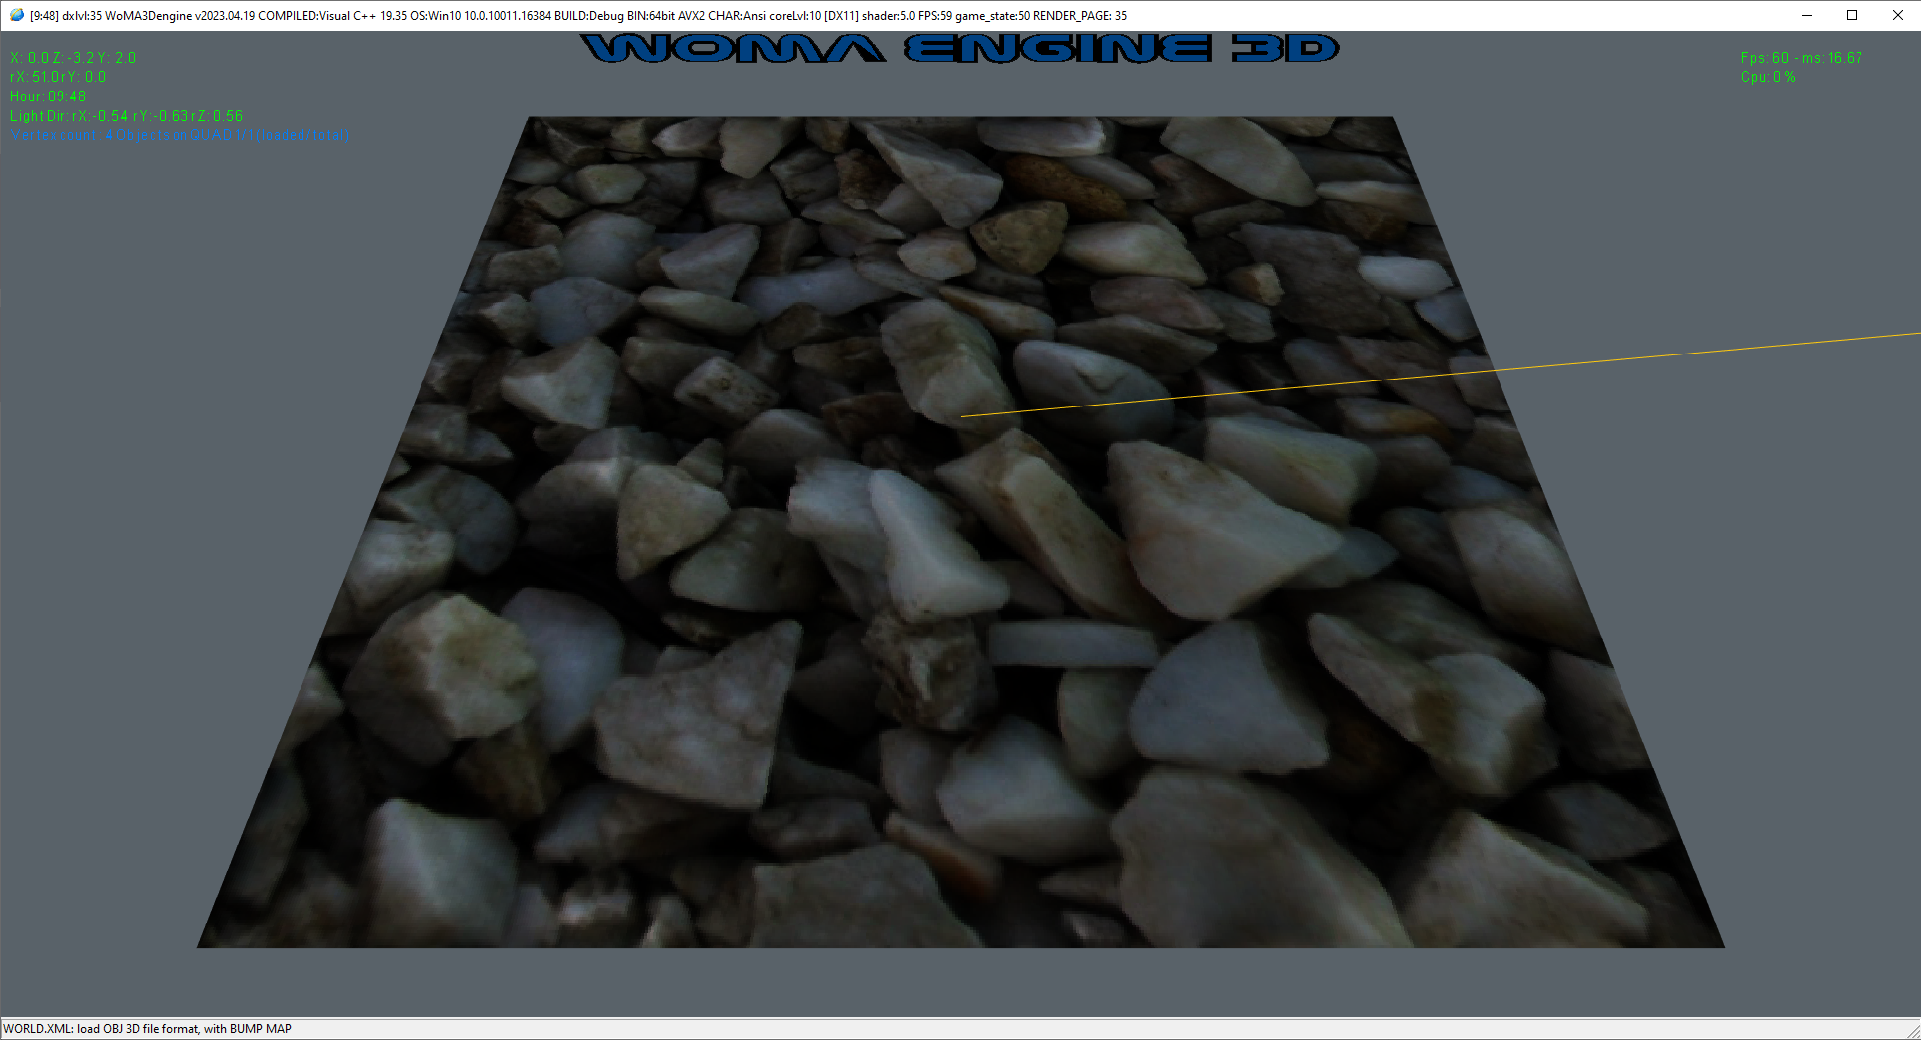 [9:48] dxlvl:35 WoMA3Dengine v2023.04.19 COMPILED:Visual C++ 19.35 OS:Win10 10.0.10011.16384 BUILD:Debug BIN:64bit AVX2 CHAR:Ansi coreLvl:10 [DX11] shader:5.0 FPS:59 game_state:50 RENDER_PAGE: 35
WOMA ENGINE 3D
X: 0.0 Z: -3.2 Y: 2.0
rX: 51.0 rY: 0.0
Hour: 09:48
Light Dir: rX:-0.54 rY:-0.63 rZ: 0.56
Fps: 60 - ms: 16.67
Cpu: 0 %
WORLD.XML: load OBJ 3D file format, with BUMP MAP